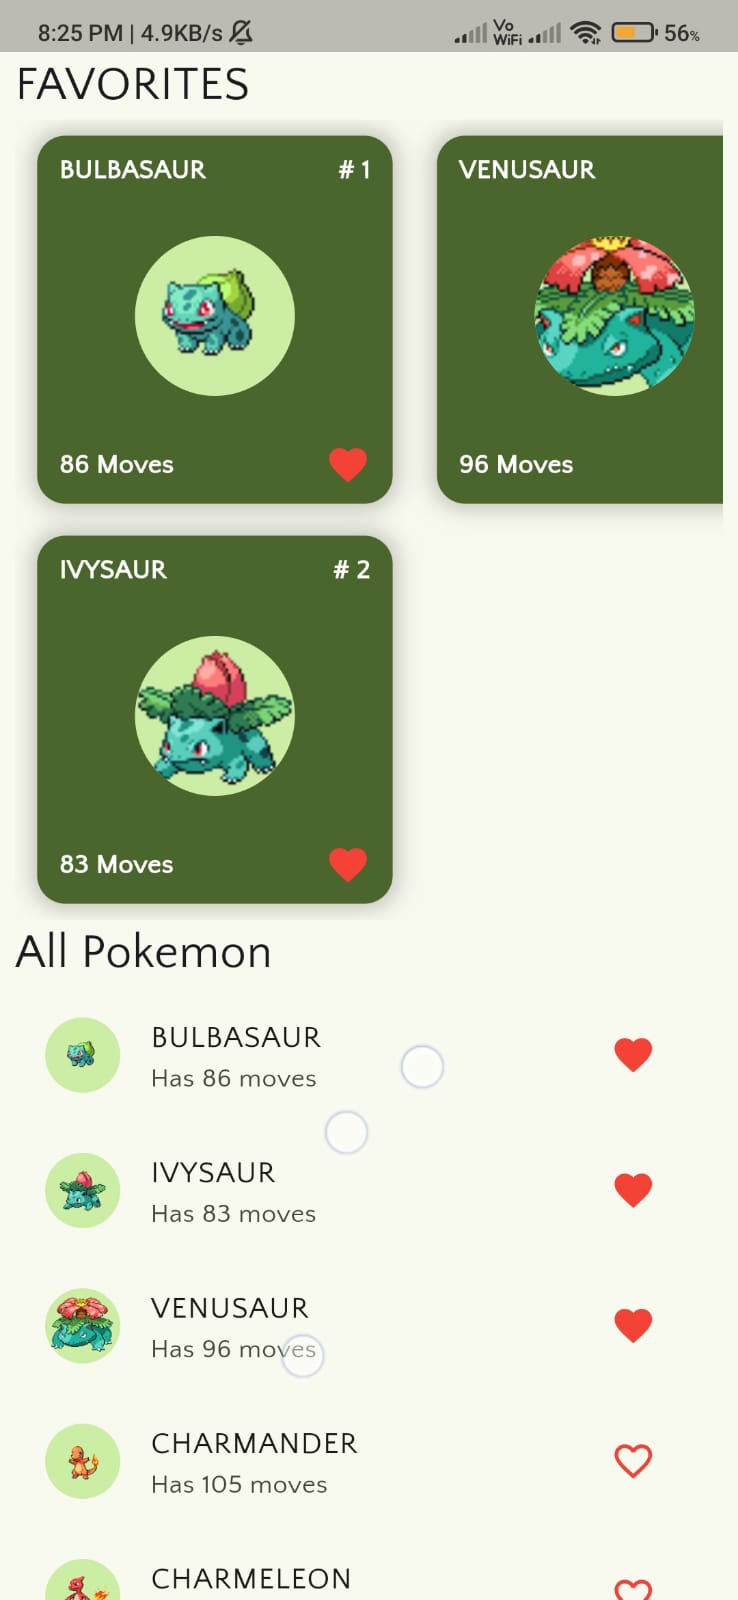 8:25 PM | 4.9KB/s
Vo
WiFi
56%
FAVORITES
BULBASAUR # 1
86 Moves
VENUSAUR
96 Moves
IVYSAUR # 2
83 Moves
All Pokemon
BULBASAUR
Has 86 moves
IVYSAUR
Has 83 moves
VENUSAUR
Has 96 moves
CHARMANDER
Has 105 moves
CHARMELEON